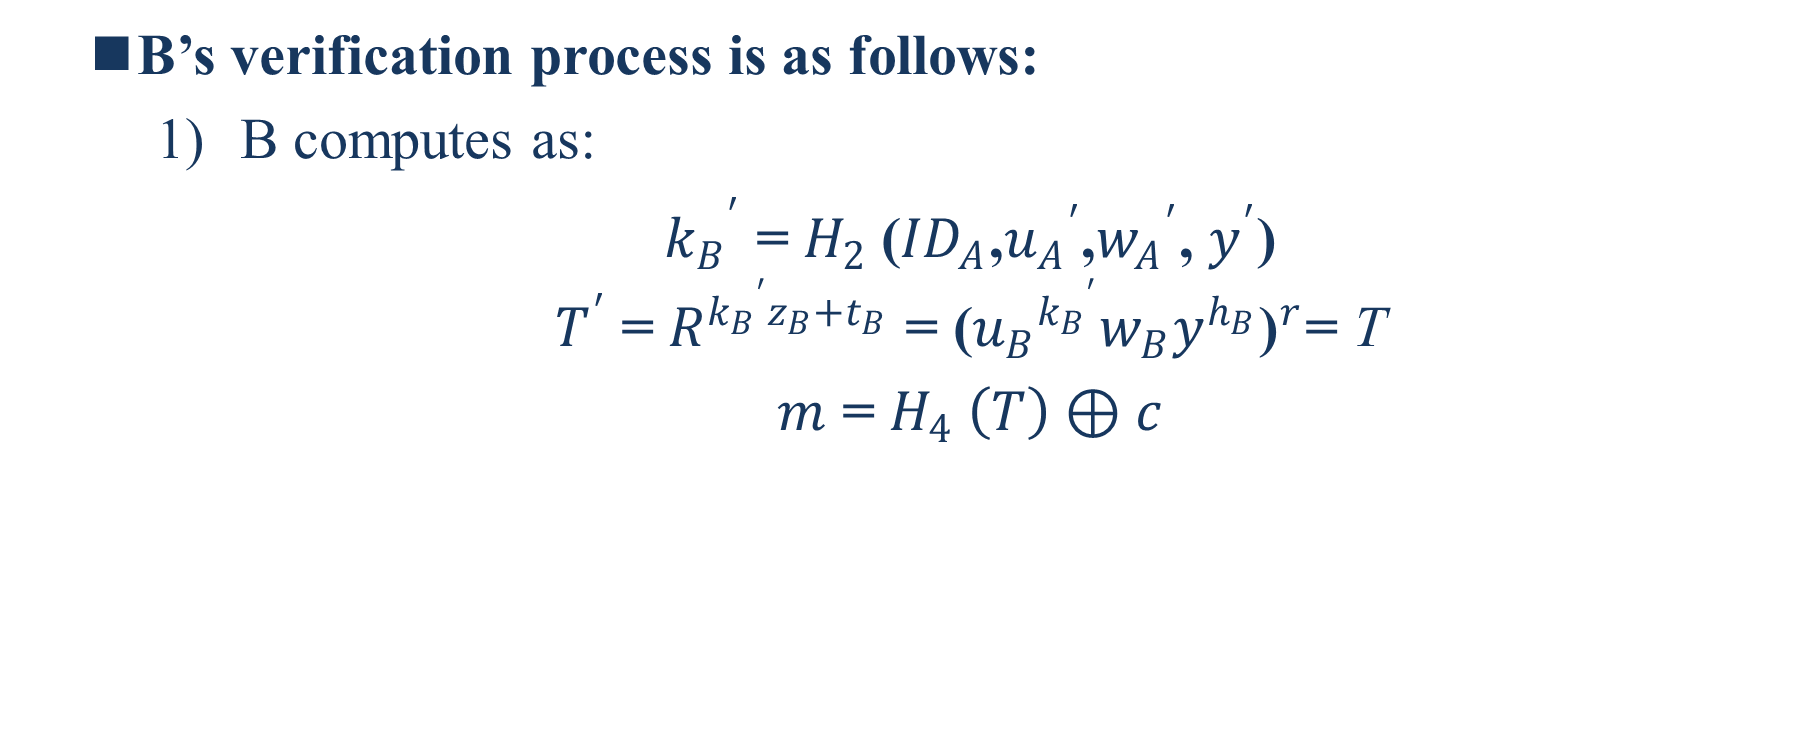 ■B’s verification process is as follows:
1) B computes as:
k_B′ = H_2 (ID_A,u_A′,w_A′, y′)
T′ = R^{k_B′z_B+t_B} = (u_B^{k_B′}w_By^{h_B})^r= T
m = H_4 (T) ⊕ c